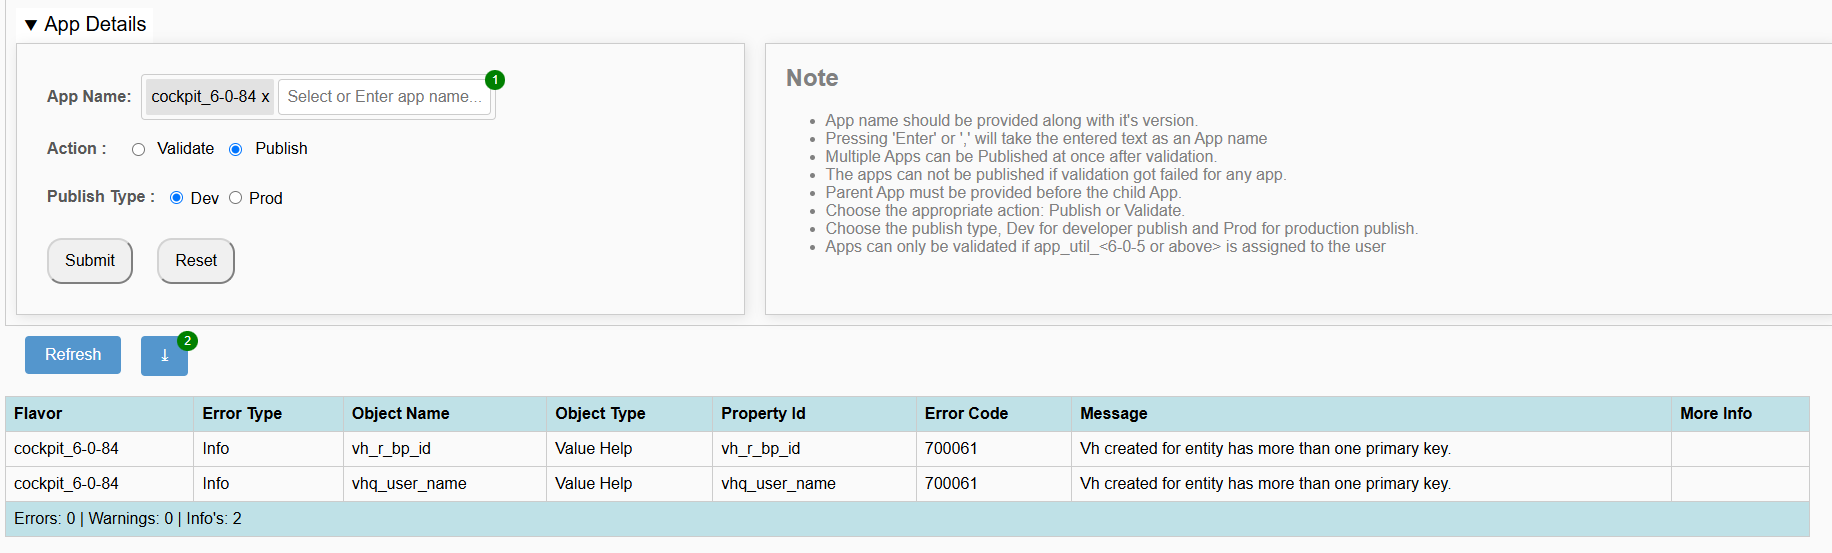 ▼ App Details
App Name: cockpit_6-0-84 x Select or Enter app name... 1
Action : Validate Publish
Publish Type : Dev Prod
Submit Reset
Note
• App name should be provided along with it's version.
• Pressing 'Enter' or ',' will take the entered text as an App name
• Multiple Apps can be Published at once after validation.
• The apps can not be published if validation got failed for any app.
• Parent App must be provided before the child App.
• Choose the appropriate action: Publish or Validate.
• Choose the publish type, Dev for developer publish and Prod for production publish.
• Apps can only be validated if app_util_<6-0-5 or above> is assigned to the user
Refresh ⤓ 2
Flavor Error Type Object Name Object Type Property Id Error Code Message More Info
cockpit_6-0-84 Info vh_r_bp_id Value Help vh_r_bp_id 700061 Vh created for entity has more than one primary key.
cockpit_6-0-84 Info vhq_user_name Value Help vhq_user_name 700061 Vh created for entity has more than one primary key.
Errors: 0 | Warnings: 0 | Info's: 2